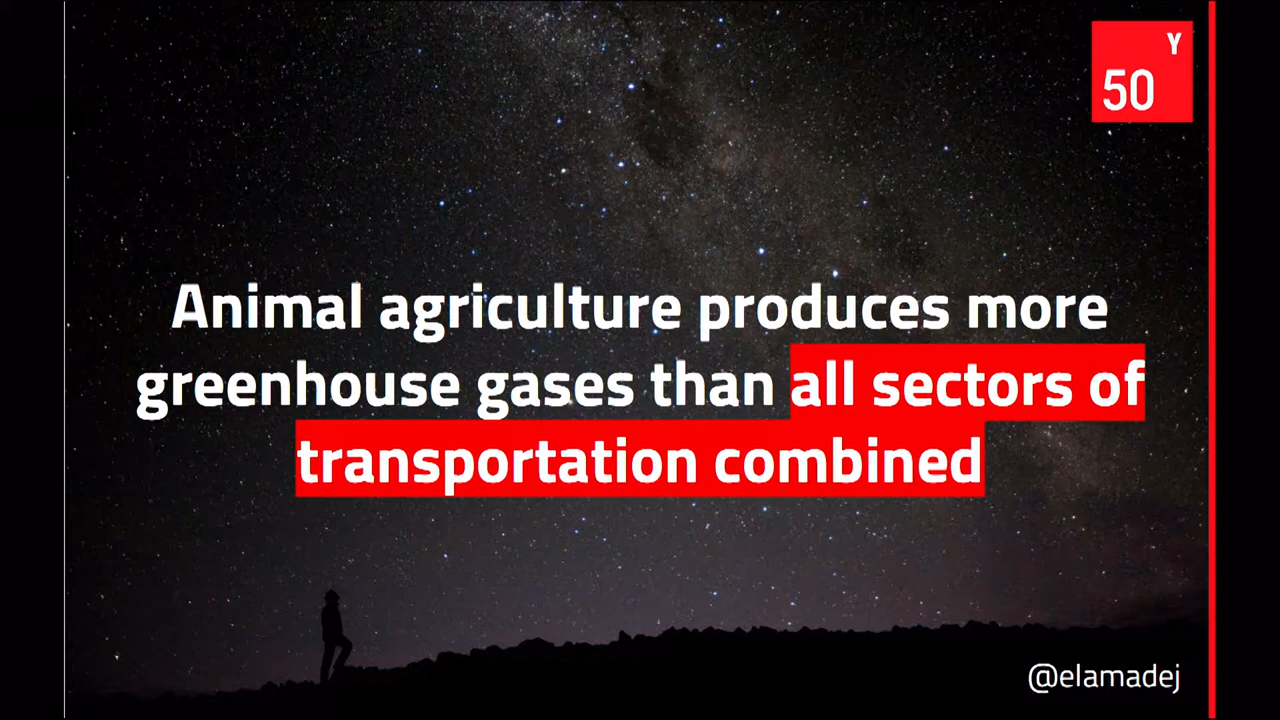 Y
50
Animal agriculture produces more
greenhouse gases than all sectors of
transportation combined
@elamadej